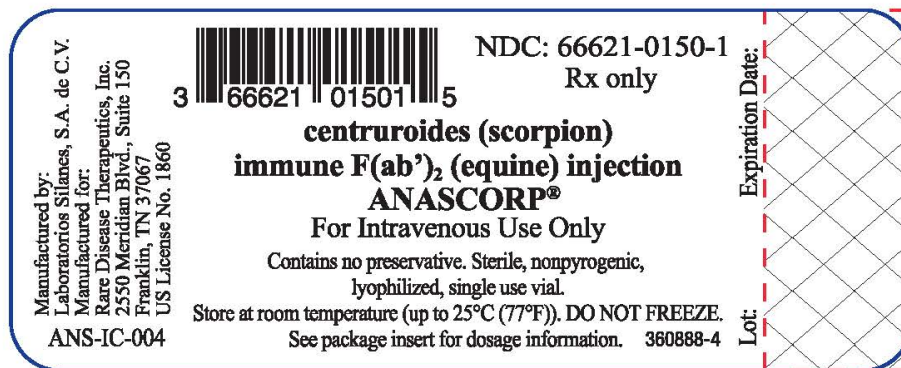 Manufactured by:
Laboratorios Silanes, S.A. de C.V.
Manufactured for:
Rare Disease Therapeutics, Inc.
2550 Meridian Blvd., Suite 150
Franklin, TN 37067
US License No. 1860
ANS-IC-004
3 66621 01501 5
NDC: 66621-0150-1
Rx only
centruroides (scorpion)
immune F(ab’)₂ (equine) injection
ANASCORP®
For Intravenous Use Only
Contains no preservative. Sterile, nonpyrogenic,
lyophilized, single use vial.
Store at room temperature (up to 25°C (77°F)). DO NOT FREEZE.
See package insert for dosage information. 360888-4
Lot: Expiration Date: